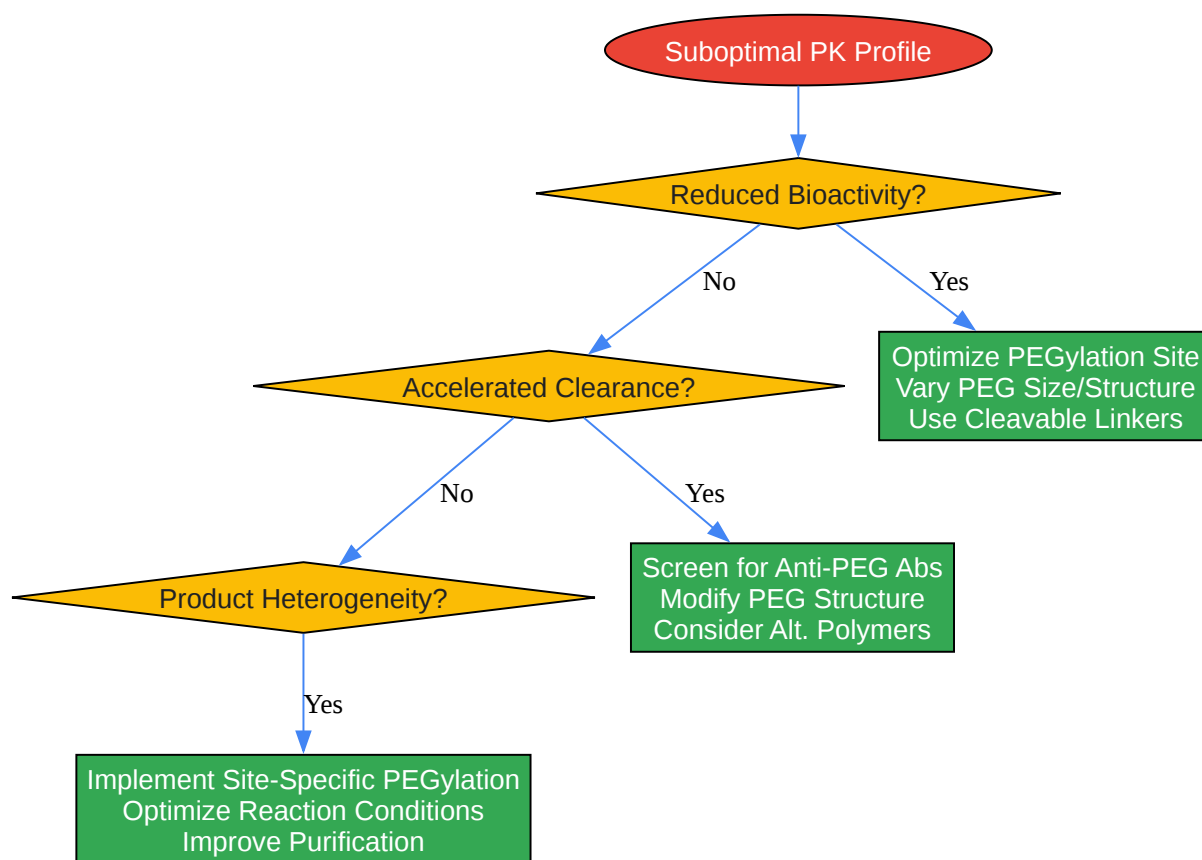 Suboptimal PK Profile
Reduced Bioactivity?
No
Yes
Optimize PEGylation Site
Vary PEG Size/Structure
Use Cleavable Linkers
Accelerated Clearance?
No
Yes
Screen for Anti-PEG Abs
Modify PEG Structure
Consider Alt. Polymers
Product Heterogeneity?
Yes
Implement Site-Specific PEGylation
Optimize Reaction Conditions
Improve Purification